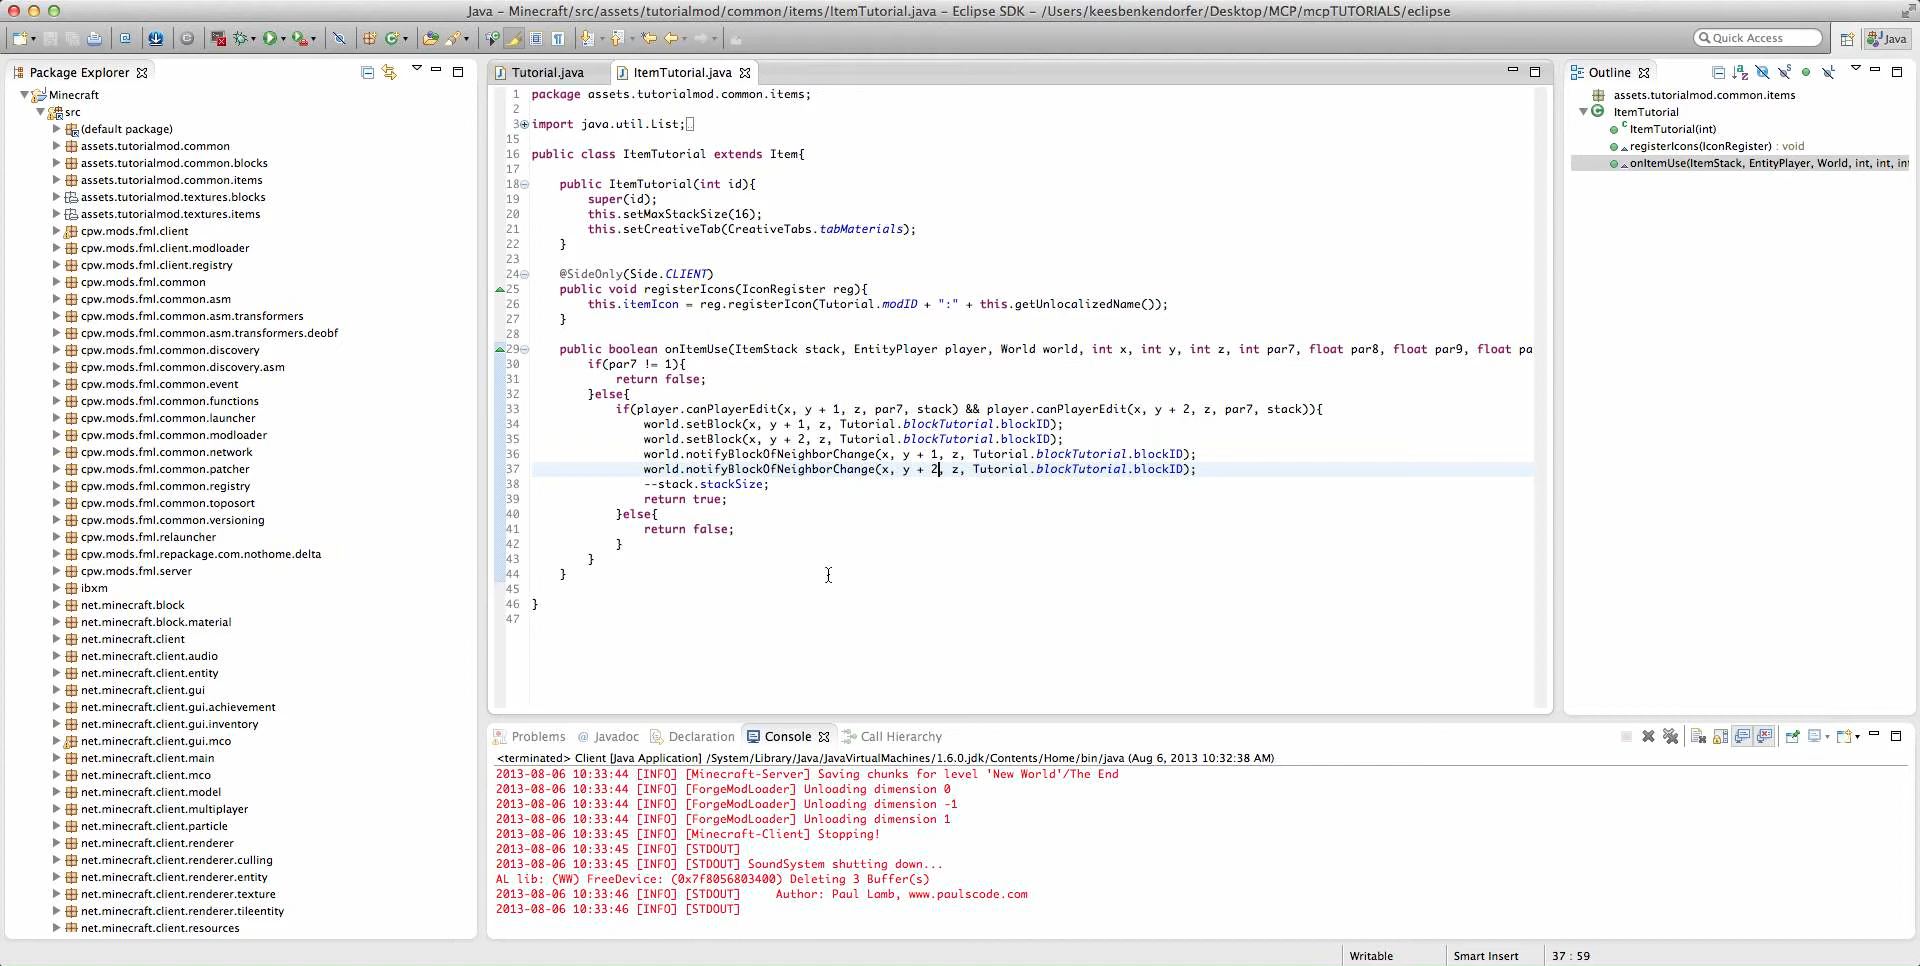 Java - Minecraft/src/assets/tutorialmod/common/items/ItemTutorial.java - Eclipse SDK - /Users/keesbenkendorfer/Desktop/MCP/mcpTUTORIALS/eclipse
Quick Access
Java
Package Explorer
Minecraft
src
(default package)
assets.tutorialmod.common
assets.tutorialmod.common.blocks
assets.tutorialmod.common.items
assets.tutorialmod.textures.blocks
assets.tutorialmod.textures.items
cpw.mods.fml.client
cpw.mods.fml.client.modloader
cpw.mods.fml.client.registry
cpw.mods.fml.common
cpw.mods.fml.common.asm
cpw.mods.fml.common.asm.transformers
cpw.mods.fml.common.asm.transformers.deobf
cpw.mods.fml.common.discovery
cpw.mods.fml.common.discovery.asm
cpw.mods.fml.common.event
cpw.mods.fml.common.functions
cpw.mods.fml.common.launcher
cpw.mods.fml.common.modloader
cpw.mods.fml.common.network
cpw.mods.fml.common.patcher
cpw.mods.fml.common.registry
cpw.mods.fml.common.toposort
cpw.mods.fml.common.versioning
cpw.mods.fml.relauncher
cpw.mods.fml.repackage.com.nothome.delta
cpw.mods.fml.server
ibxm
net.minecraft.block
net.minecraft.block.material
net.minecraft.client
net.minecraft.client.audio
net.minecraft.client.entity
net.minecraft.client.gui
net.minecraft.client.gui.achievement
net.minecraft.client.gui.inventory
net.minecraft.client.gui.mco
net.minecraft.client.main
net.minecraft.client.mco
net.minecraft.client.model
net.minecraft.client.multiplayer
net.minecraft.client.particle
net.minecraft.client.renderer
net.minecraft.client.renderer.culling
net.minecraft.client.renderer.entity
net.minecraft.client.renderer.texture
net.minecraft.client.renderer.tileentity
net.minecraft.client.resources
Tutorial.java
ItemTutorial.java
1 package assets.tutorialmod.common.items;
2
3 import java.util.List;
15
16 public class ItemTutorial extends Item{
17
18 public ItemTutorial(int id){
19 super(id);
20 this.setMaxStackSize(16);
21 this.setCreativeTab(CreativeTabs.tabMaterials);
22 }
23
24 @SideOnly(Side.CLIENT)
25 public void registerIcons(IconRegister reg){
26 this.itemIcon = reg.registerIcon(Tutorial.modID + ":" + this.getUnlocalizedName());
27 }
28
29 public boolean onItemUse(ItemStack stack, EntityPlayer player, World world, int x, int y, int z, int par7, float par8, float par9, float pa
30 if(par7 != 1){
31 return false;
32 }else{
33 if(player.canPlayerEdit(x, y + 1, z, par7, stack) && player.canPlayerEdit(x, y + 2, z, par7, stack)){
34 world.setBlock(x, y + 1, z, Tutorial.blockTutorial.blockID);
35 world.setBlock(x, y + 2, z, Tutorial.blockTutorial.blockID);
36 world.notifyBlockOfNeighborChange(x, y + 1, z, Tutorial.blockTutorial.blockID);
37 world.notifyBlockOfNeighborChange(x, y + 2, z, Tutorial.blockTutorial.blockID);
38 --stack.stackSize;
39 return true;
40 }else{
41 return false;
42 }
43 }
44 }
45
46 }
47
Outline
assets.tutorialmod.common.items
ItemTutorial
ItemTutorial(int)
registerIcons(IconRegister) : void
onItemUse(ItemStack, EntityPlayer, World, int, int, in
Problems
@ Javadoc
Declaration
Console
Call Hierarchy
<terminated> Client [Java Application] /System/Library/Java/JavaVirtualMachines/1.6.0.jdk/Contents/Home/bin/java (Aug 6, 2013 10:32:38 AM)
2013-08-06 10:33:44 [INFO] [Minecraft-Server] Saving chunks for level 'New World'/The End
2013-08-06 10:33:44 [INFO] [ForgeModLoader] Unloading dimension 0
2013-08-06 10:33:44 [INFO] [ForgeModLoader] Unloading dimension -1
2013-08-06 10:33:44 [INFO] [ForgeModLoader] Unloading dimension 1
2013-08-06 10:33:45 [INFO] [Minecraft-Client] Stopping!
2013-08-06 10:33:45 [INFO] [STDOUT]
2013-08-06 10:33:45 [INFO] [STDOUT] SoundSystem shutting down...
AL lib: (WW) FreeDevice: (0x7f8056803400) Deleting 3 Buffer(s)
2013-08-06 10:33:46 [INFO] [STDOUT] Author: Paul Lamb, www.paulscode.com
2013-08-06 10:33:46 [INFO] [STDOUT]
Writable
Smart Insert
37 : 59